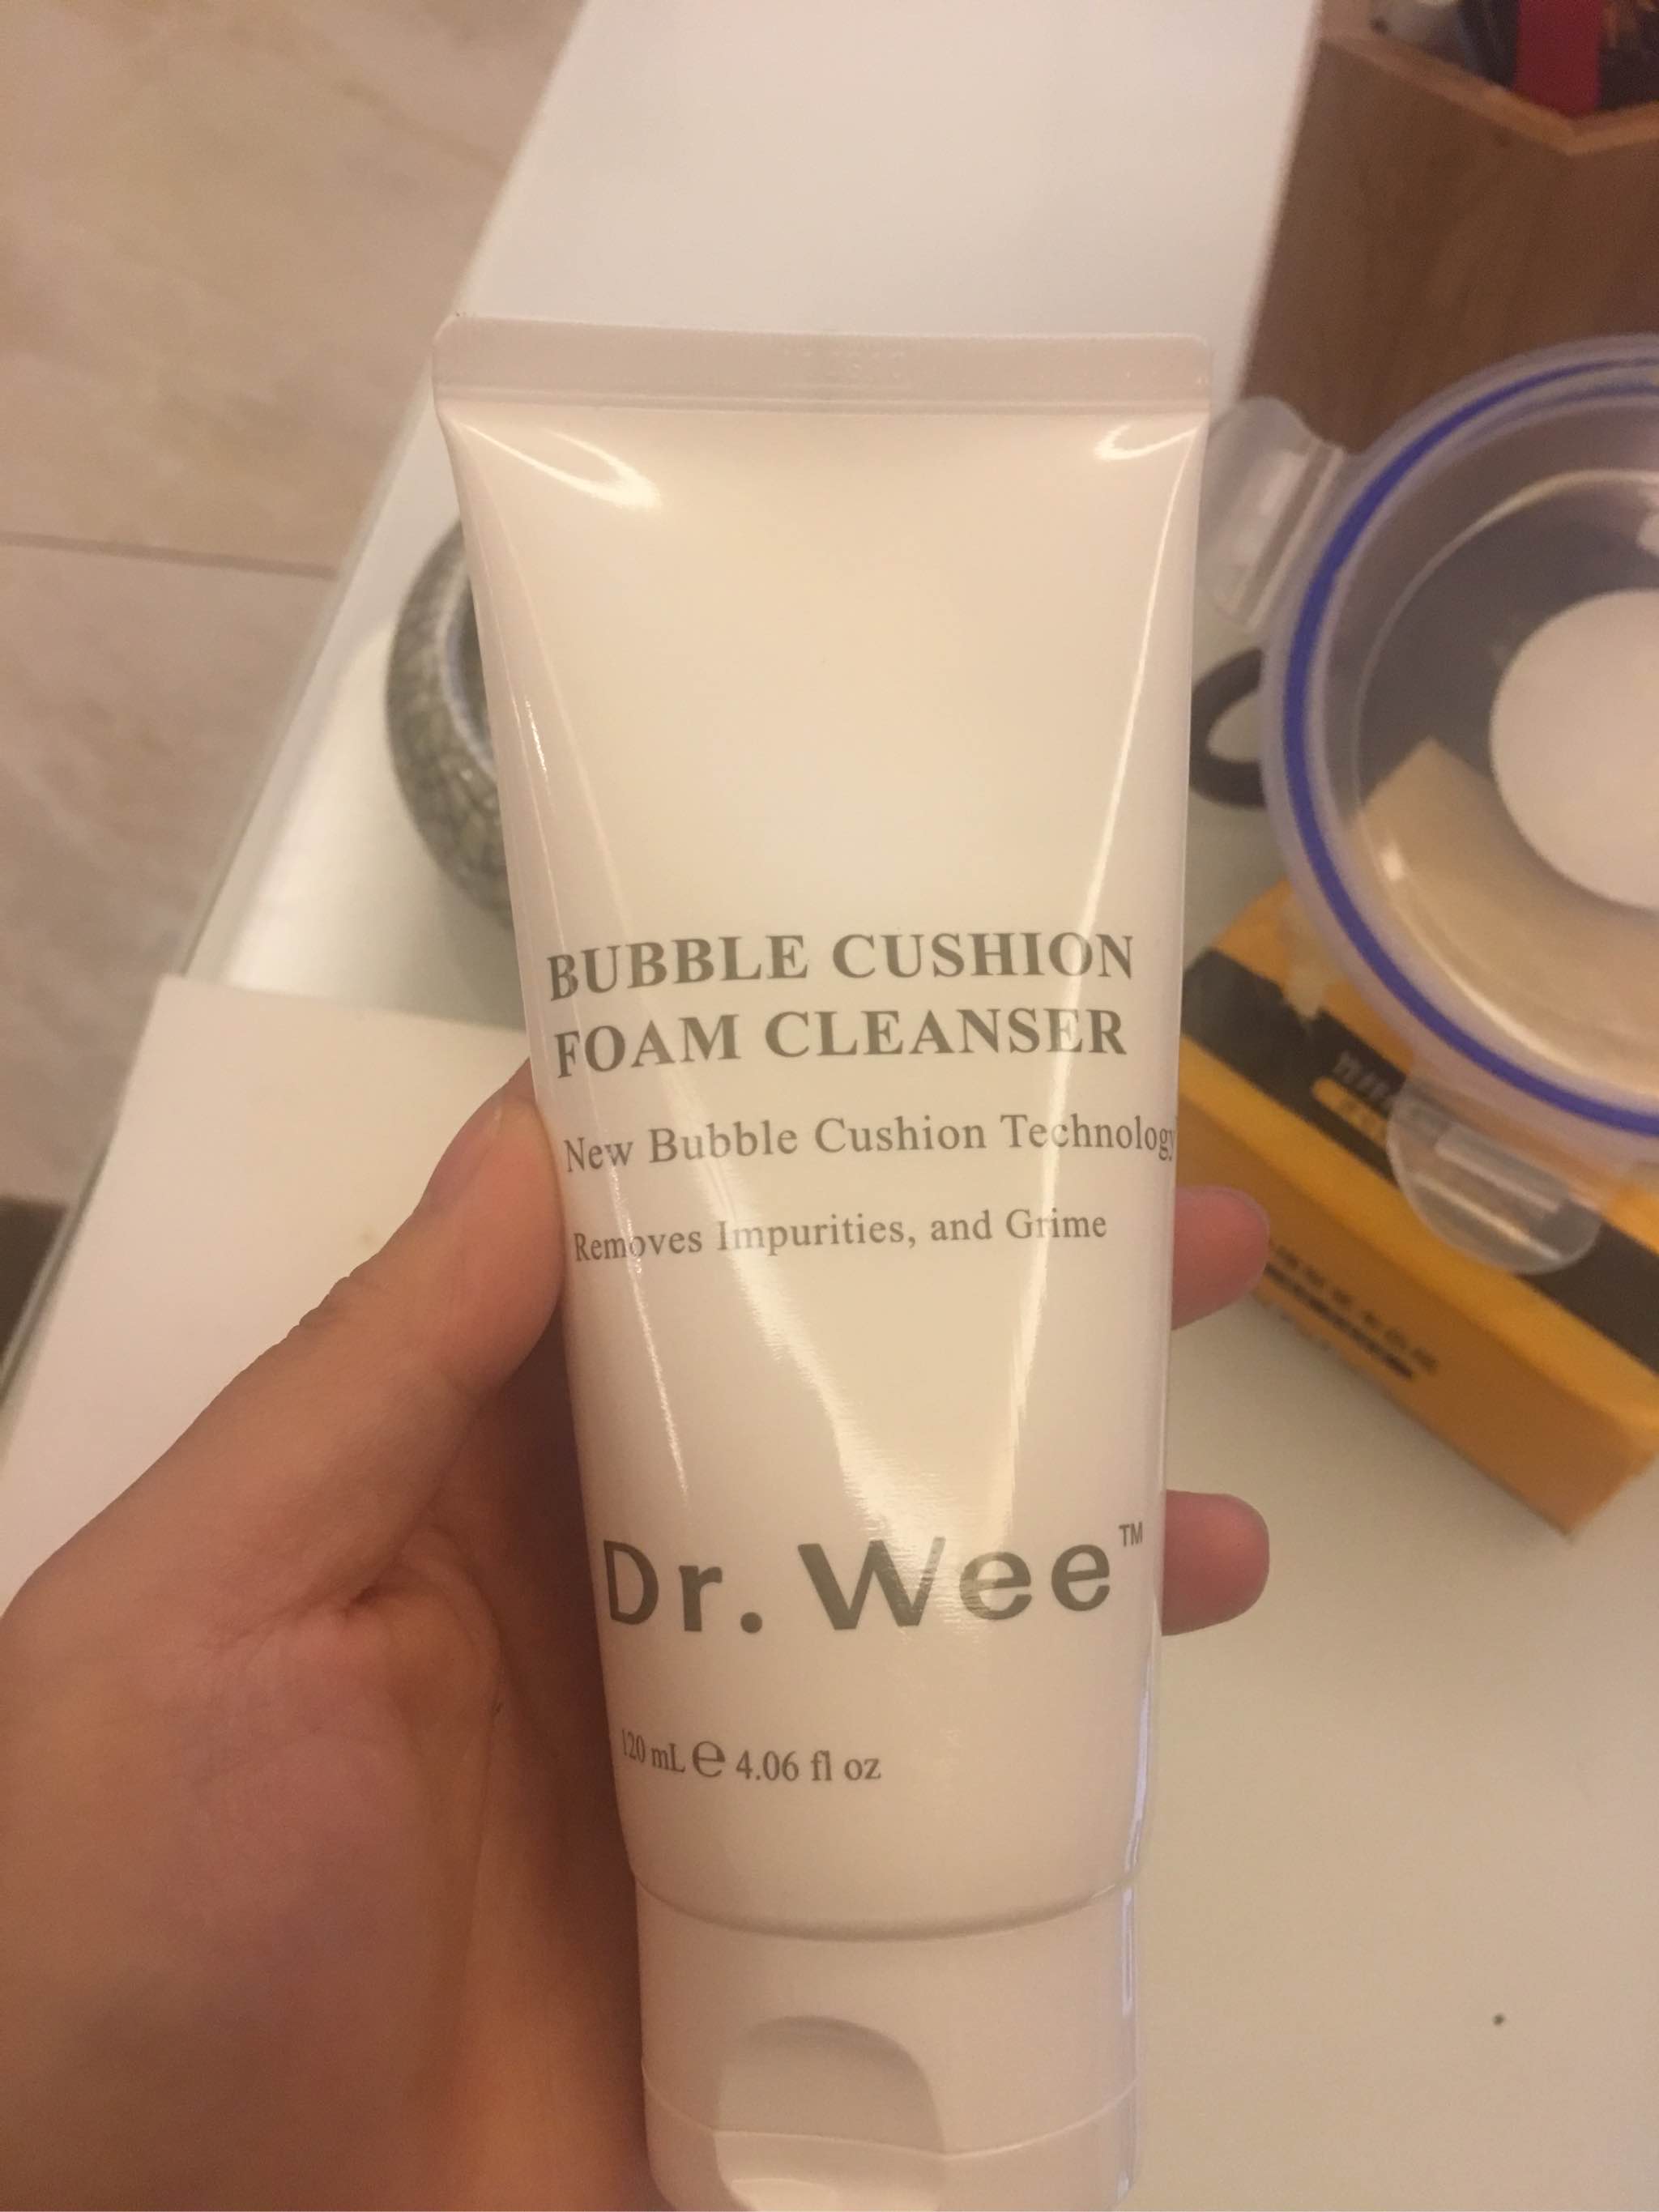 BUBBLE CUSHION
FOAM CLEANSER
New Bubble Cushion Technology
Removes Impurities, and Grime
Dr. Wee™
120 mL ℮ 4.06 fl oz